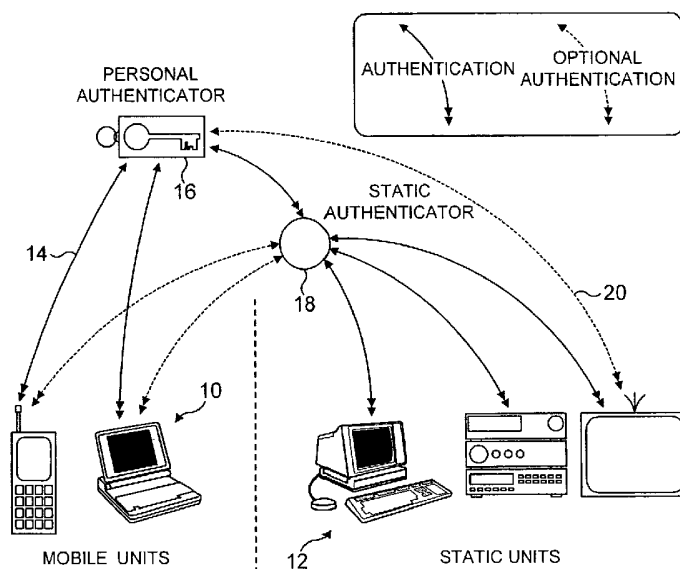 PERSONAL
AUTHENTICATOR
AUTHENTICATION
OPTIONAL
AUTHENTICATION
16
STATIC
AUTHENTICATOR
14
18
20
10
12
MOBILE UNITS
STATIC UNITS